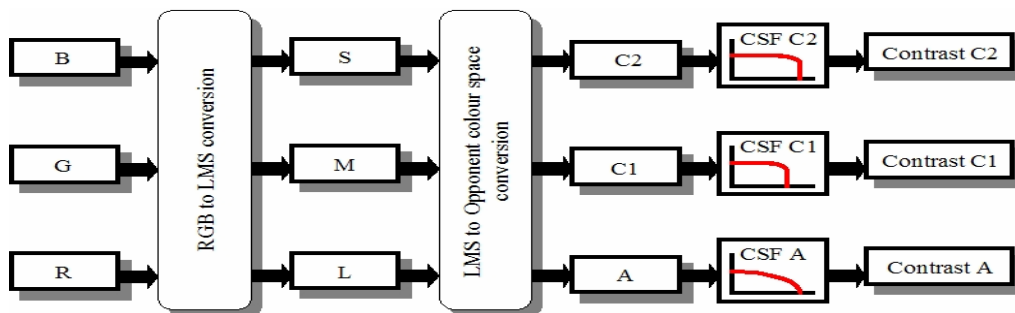 B
G
R
RGB to LMS conversion
S
M
L
LMS to Opponent colour space
conversion
C2
C1
A
CSF C2
CSF C1
CSF A
Contrast C2
Contrast C1
Contrast A